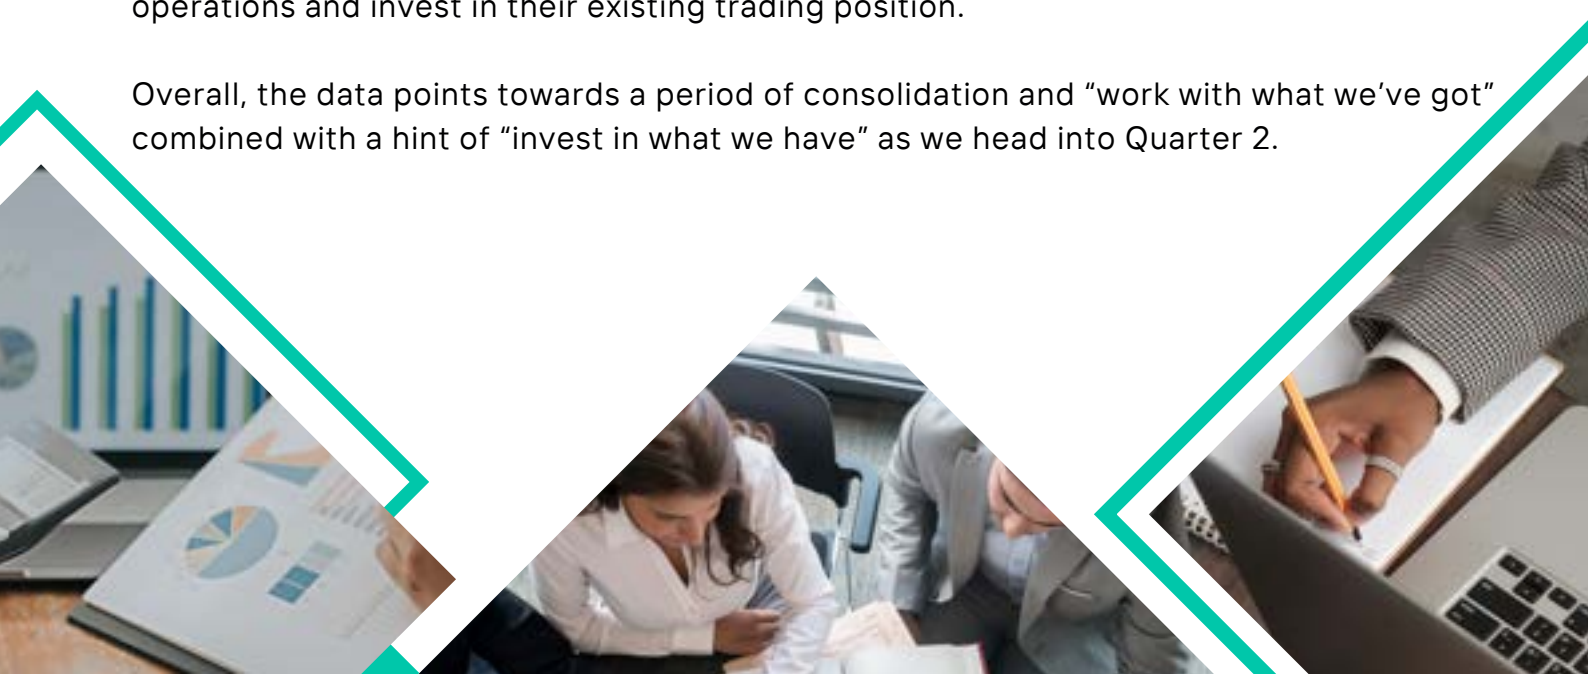 operations and invest in their existing trading position.
Overall, the data points towards a period of consolidation and “work with what we’ve got”
combined with a hint of “invest in what we have” as we head into Quarter 2.